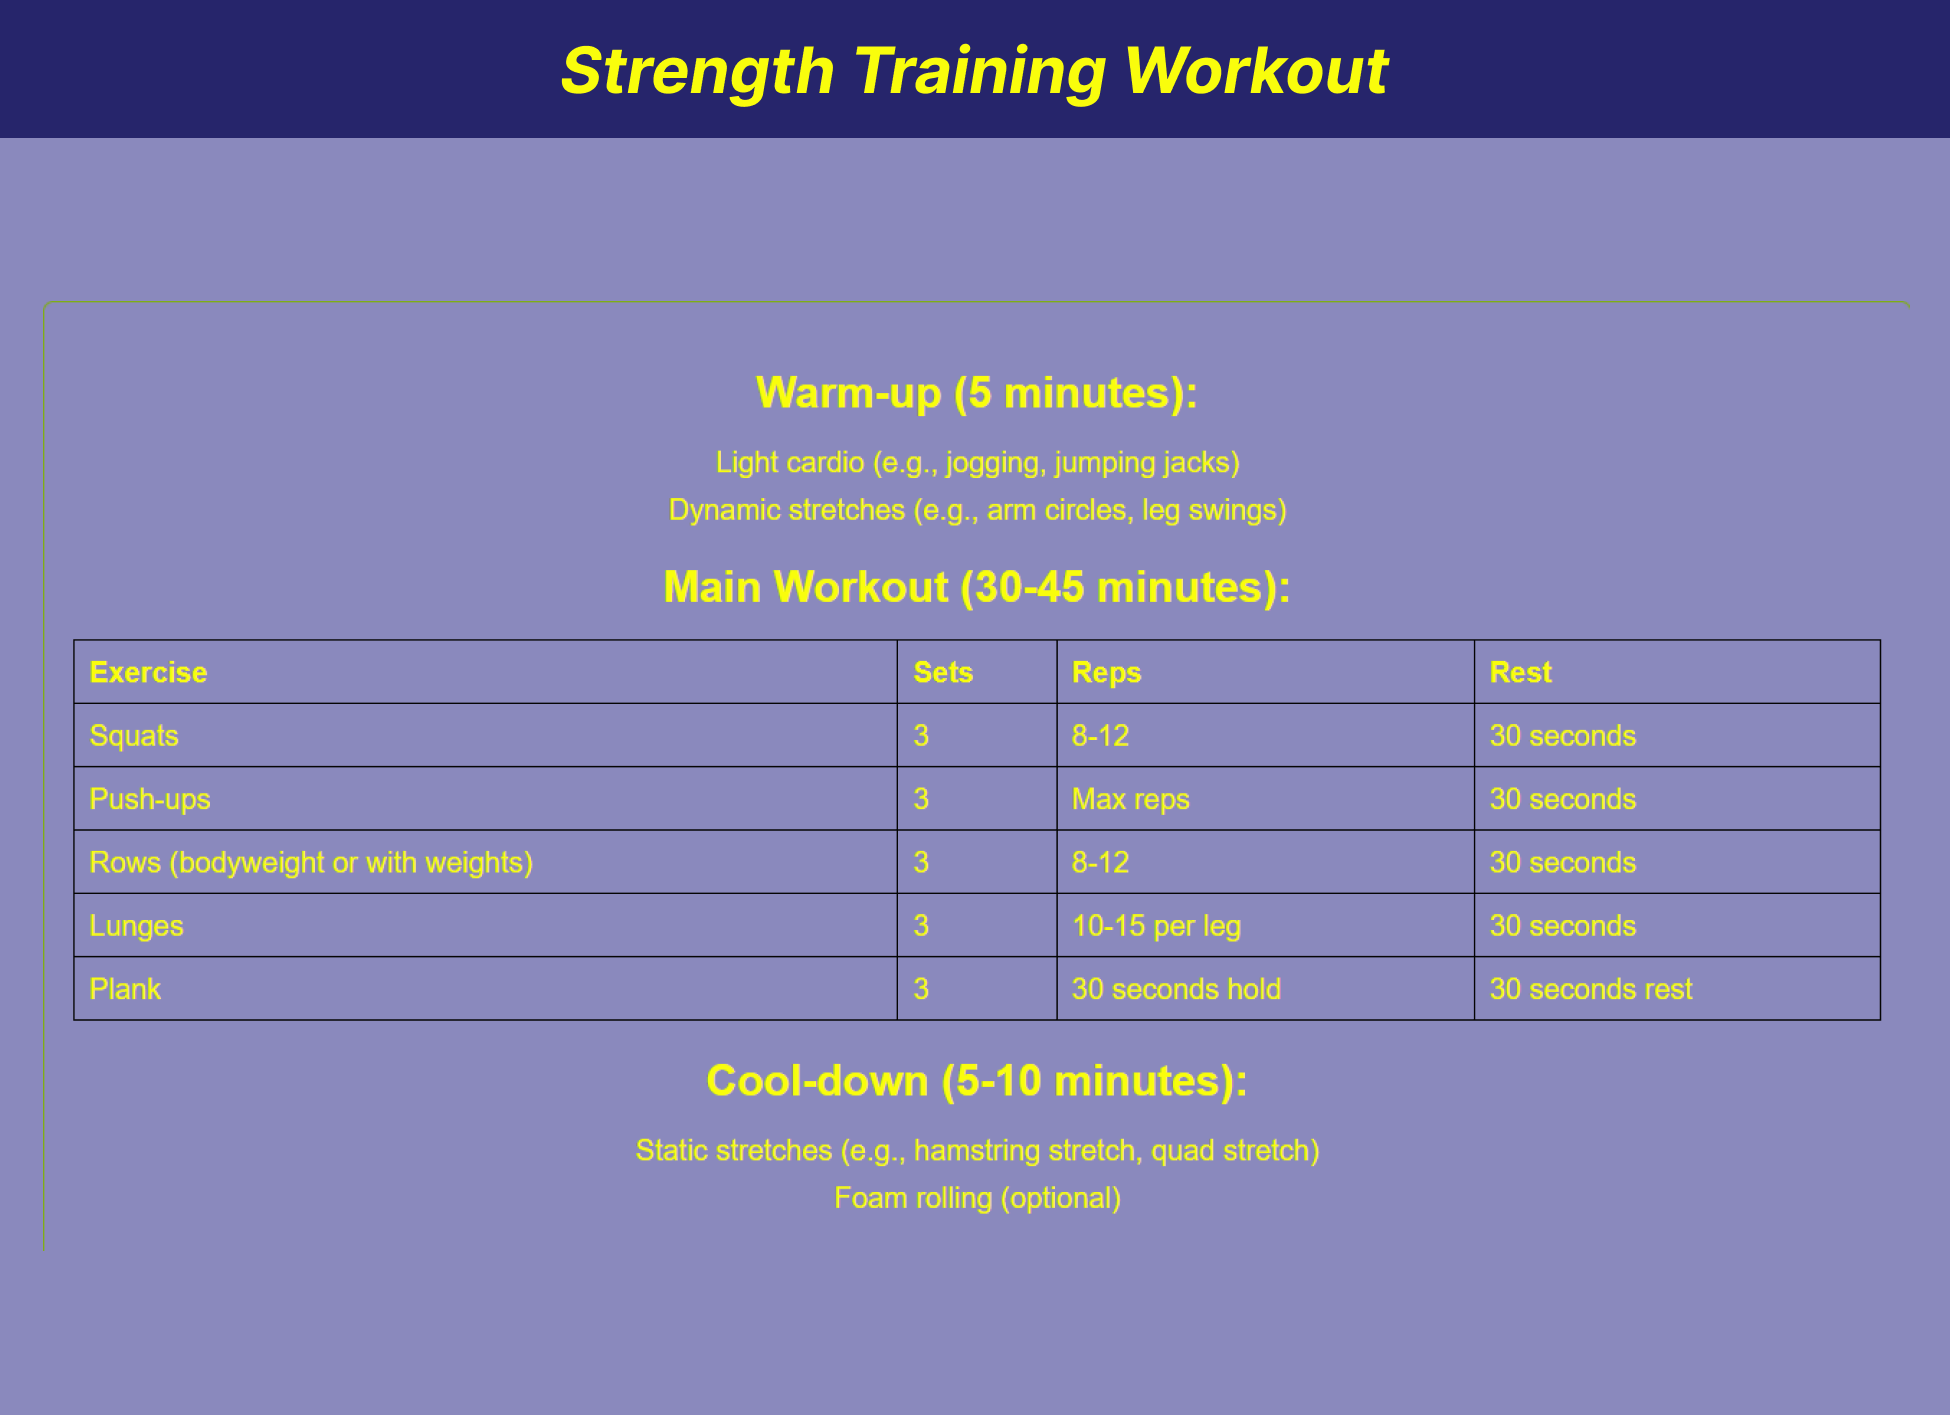 Strength Training Workout
Warm-up (5 minutes):
Light cardio (e.g., jogging, jumping jacks)
Dynamic stretches (e.g., arm circles, leg swings)
Main Workout (30-45 minutes):
Exercise Sets Reps Rest
Squats 3 8-12 30 seconds
Push-ups 3 Max reps 30 seconds
Rows (bodyweight or with weights) 3 8-12 30 seconds
Lunges 3 10-15 per leg 30 seconds
Plank 3 30 seconds hold 30 seconds rest
Cool-down (5-10 minutes):
Static stretches (e.g., hamstring stretch, quad stretch)
Foam rolling (optional)